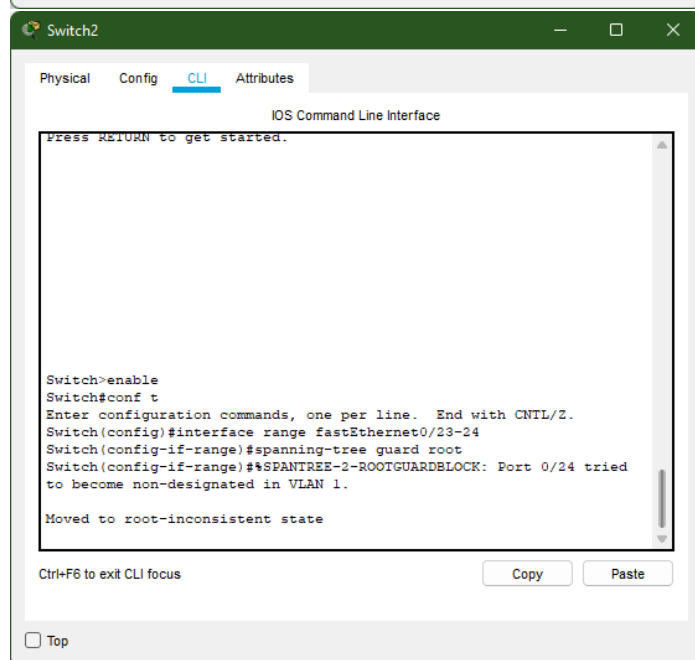 Switch2
Physical Config CLI Attributes
IOS Command Line Interface
Press RETURN to get started.
Switch>enable
Switch#conf t
Enter configuration commands, one per line.  End with CNTL/Z.
Switch(config)#interface range fastEthernet0/23-24
Switch(config-if-range)#spanning-tree guard root
Switch(config-if-range)#%SPANTREE-2-ROOTGUARDBLOCK: Port 0/24 tried
to become non-designated in VLAN 1.
Moved to root-inconsistent state
Ctrl+F6 to exit CLI focus Copy Paste
Top